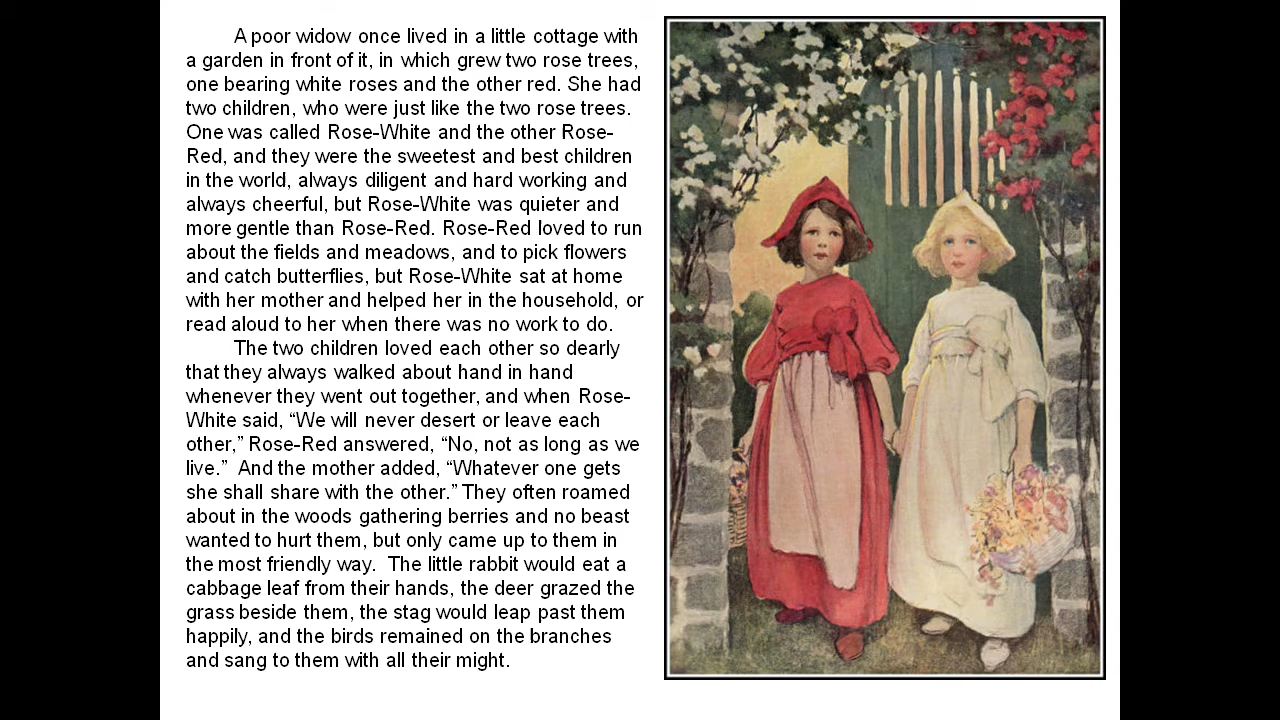 A poor widow once lived in a little cottage with
a garden in front of it, in which grew two rose trees,
one bearing white roses and the other red. She had
two children, who were just like the two rose trees.
One was called Rose-White and the other Rose-
Red, and they were the sweetest and best children
in the world, always diligent and hard working and
always cheerful, but Rose-White was quieter and
more gentle than Rose-Red. Rose-Red loved to run
about the fields and meadows, and to pick flowers
and catch butterflies, but Rose-White sat at home
with her mother and helped her in the household, or
read aloud to her when there was no work to do.
The two children loved each other so dearly
that they always walked about hand in hand
whenever they went out together, and when Rose-
White said, “We will never desert or leave each
other,” Rose-Red answered, “No, not as long as we
live.”  And the mother added, “Whatever one gets
she shall share with the other.” They often roamed
about in the woods gathering berries and no beast
wanted to hurt them, but only came up to them in
the most friendly way.  The little rabbit would eat a
cabbage leaf from their hands, the deer grazed the
grass beside them, the stag would leap past them
happily, and the birds remained on the branches
and sang to them with all their might.